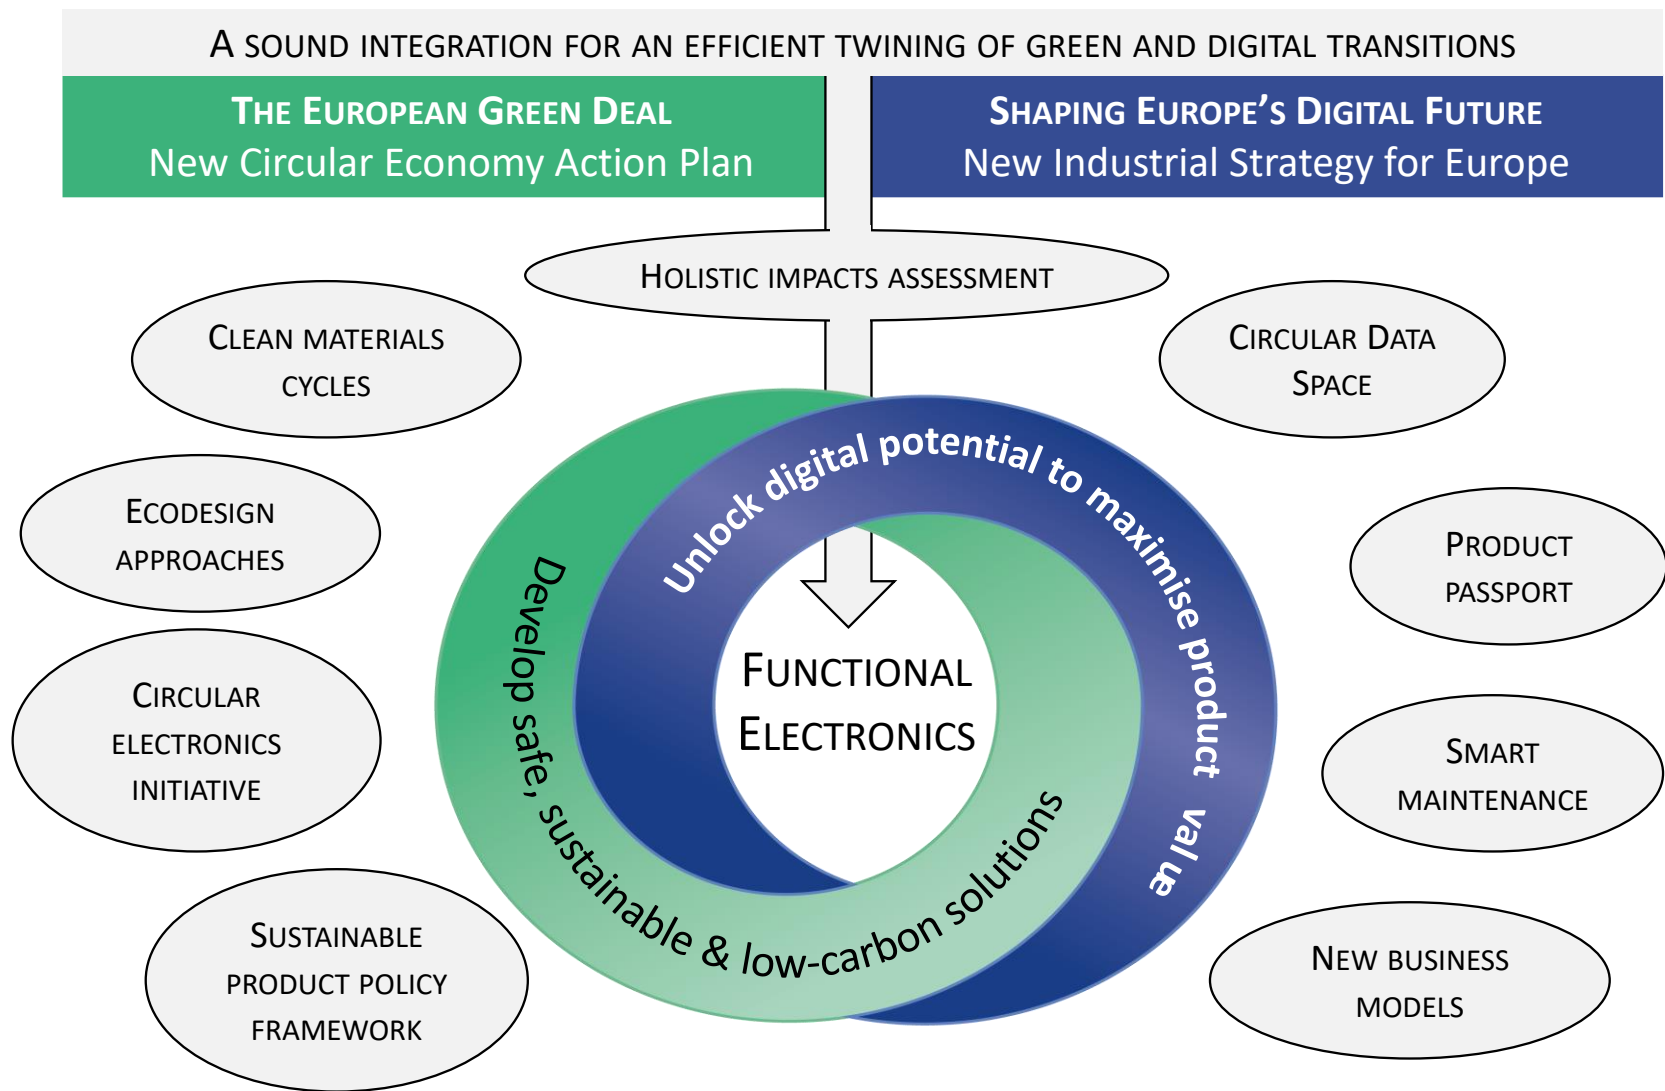 A SOUND INTEGRATION FOR AN EFFICIENT TWINING OF GREEN AND DIGITAL TRANSITIONS
THE EUROPEAN GREEN DEAL
New Circular Economy Action Plan
SHAPING EUROPE'S DIGITAL FUTURE
New Industrial Strategy for Europe
HOLISTIC IMPACTS ASSESSMENT
CLEAN MATERIALS
CYCLES
ECODESIGN
APPROACHES
CIRCULAR
ELECTRONICS
INITIATIVE
SUSTAINABLE
PRODUCT POLICY
FRAMEWORK
Unlock digital potential to maximise product value
Develop safe, sustainable & low-carbon solutions
FUNCTIONAL
ELECTRONICS
CIRCULAR DATA
SPACE
PRODUCT
PASSPORT
SMART
MAINTENANCE
NEW BUSINESS
MODELS